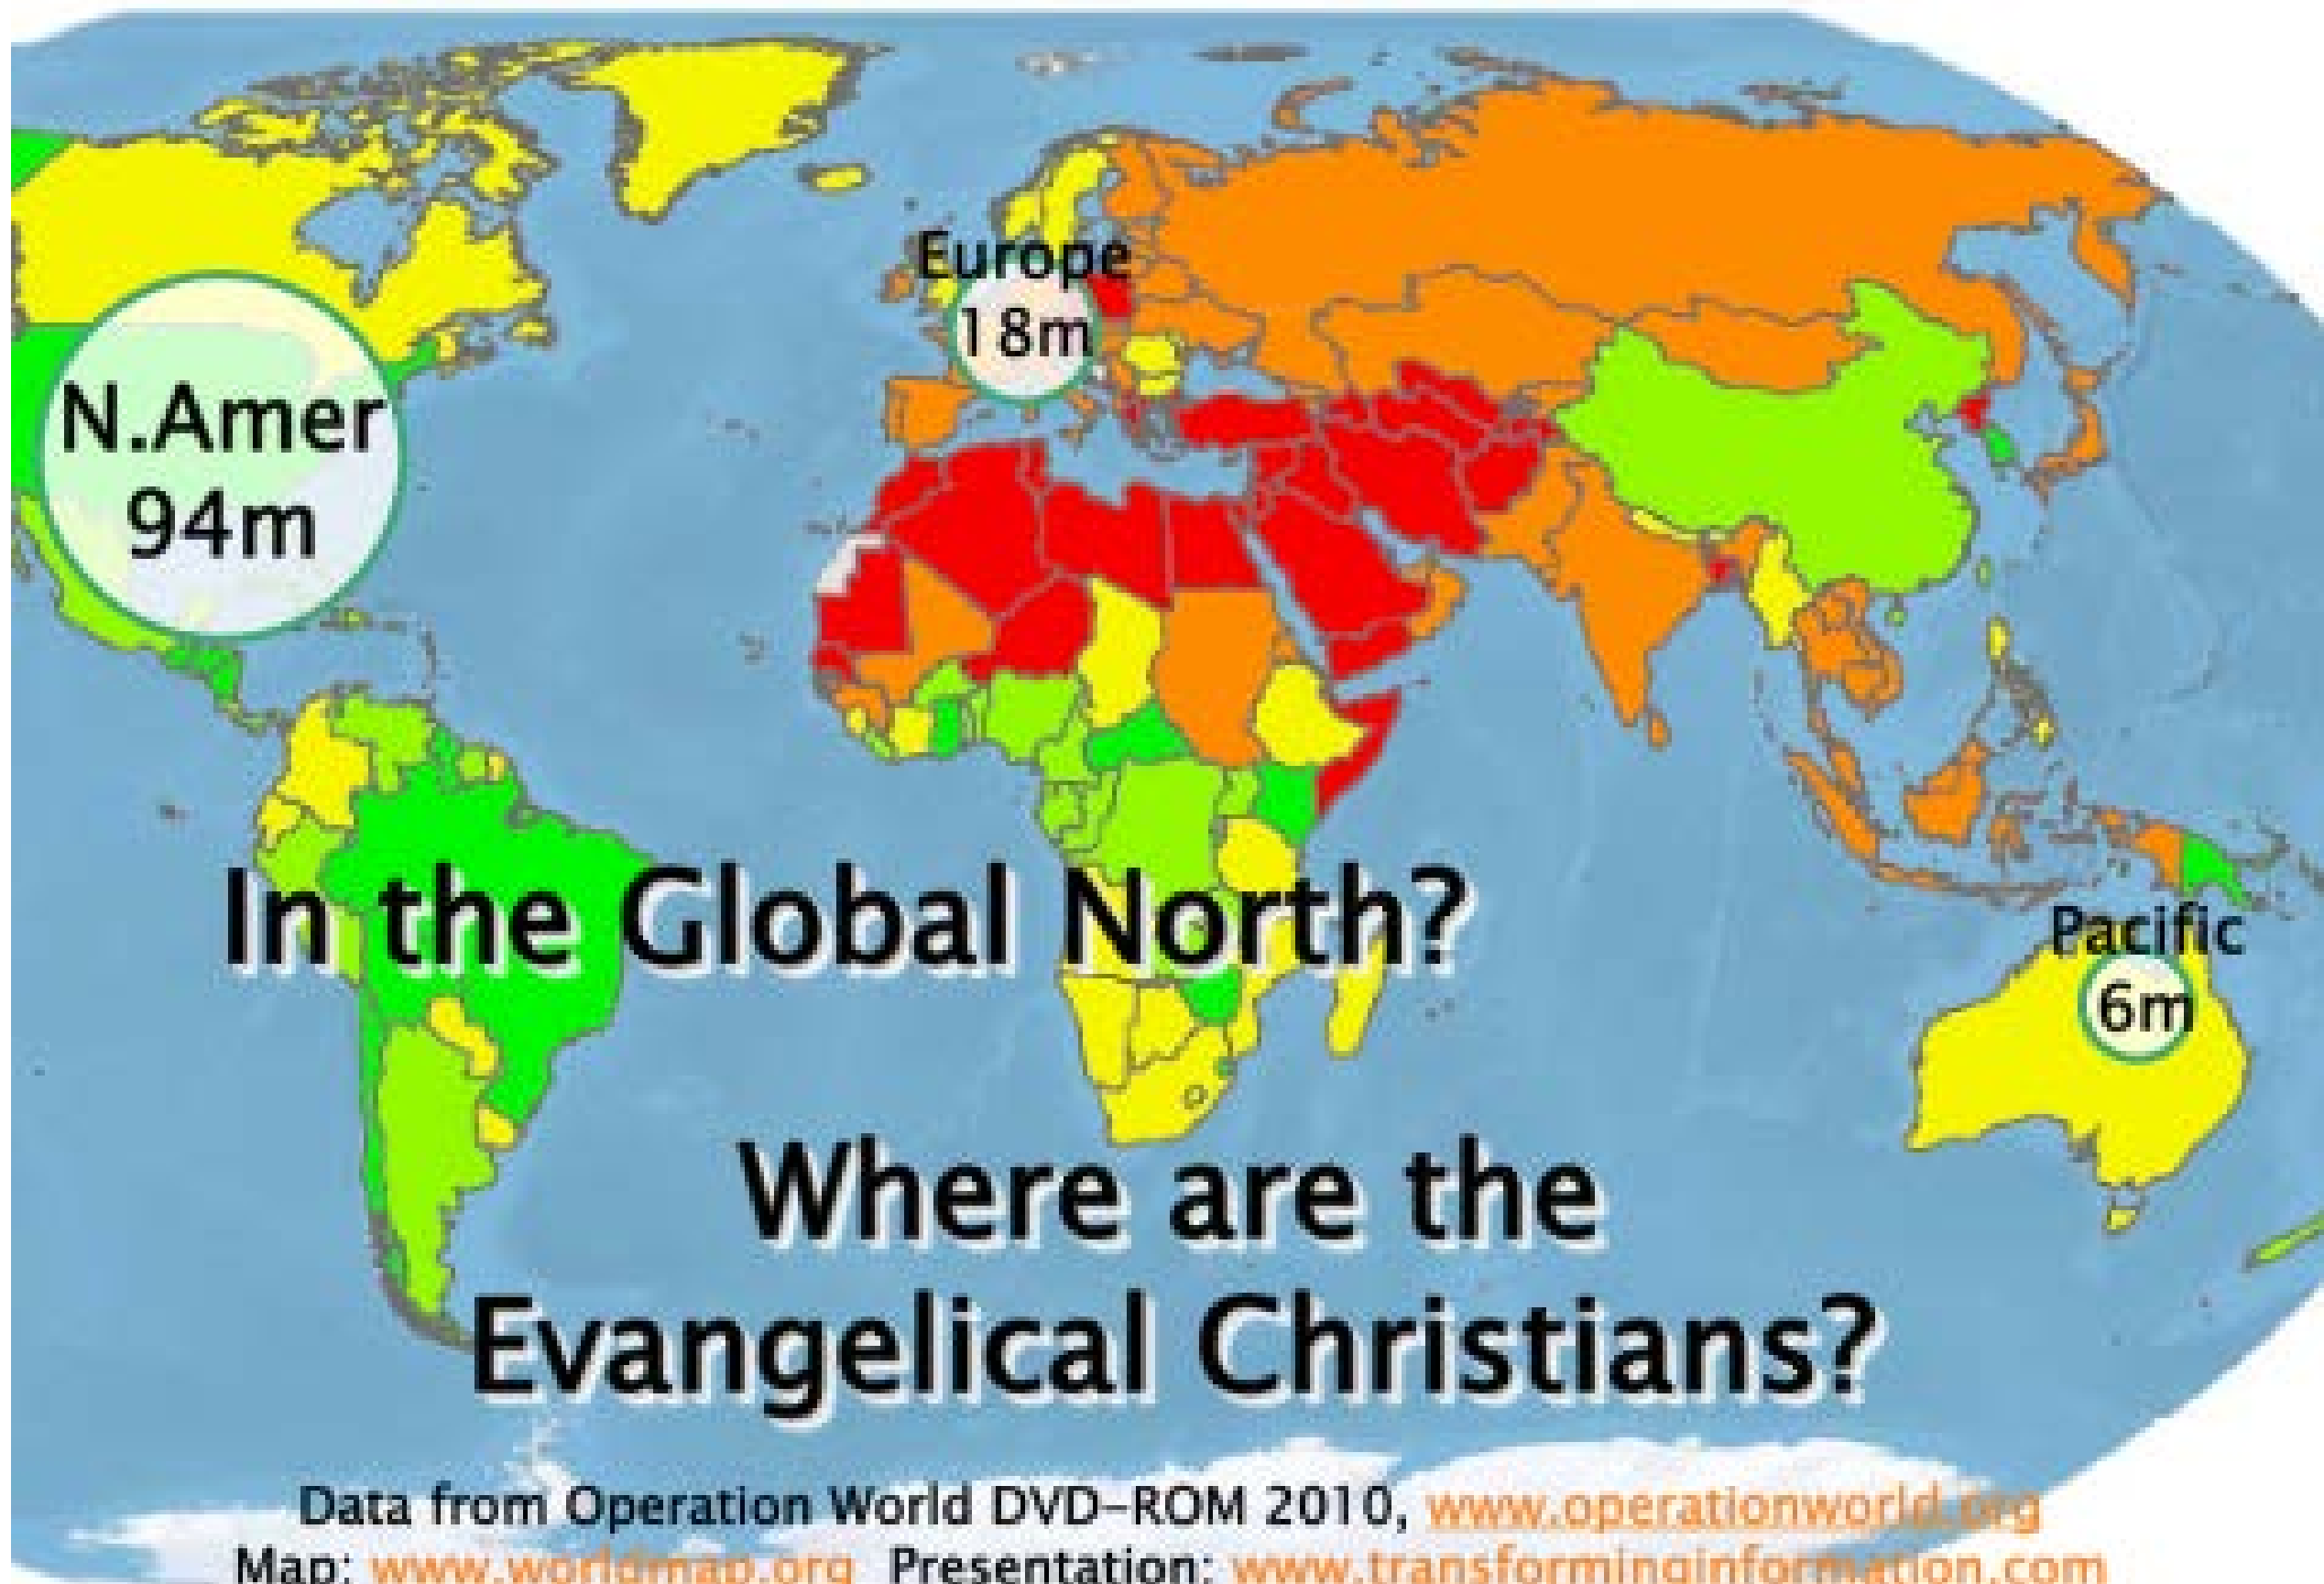 Europe
18m
N.Amer
94m
In the Global North?
Pacific
6m
Where are the
Evangelical Christians?
Data from Operation World DVD-ROM 2010, www.operationworld.org
Map: www.worldmap.org Presentation: www.transforminginformation.com